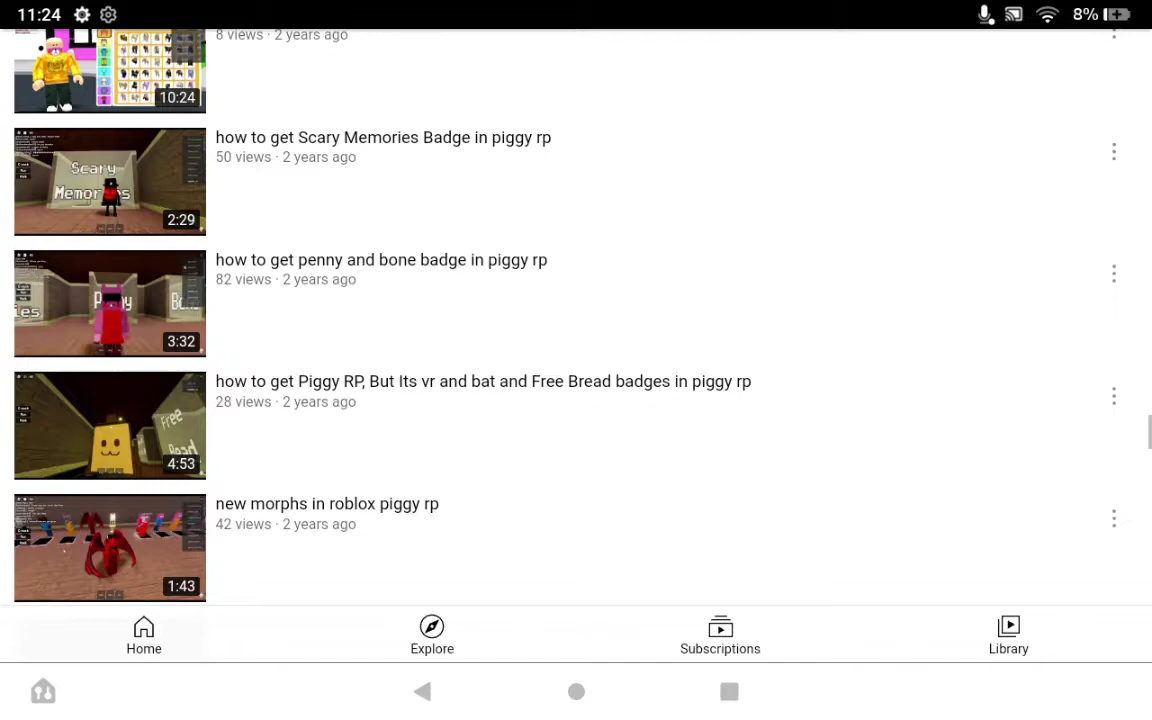 11:24
8%
8 views · 2 years ago
10:24
how to get Scary Memories Badge in piggy rp
50 views · 2 years ago
Scary
Memories
2:29
how to get penny and bone badge in piggy rp
82 views · 2 years ago
ies
3:32
how to get Piggy RP, But Its vr and bat and Free Bread badges in piggy rp
28 views · 2 years ago
Free
4:53
new morphs in roblox piggy rp
42 views · 2 years ago
1:43
Home
Explore
Subscriptions
Library